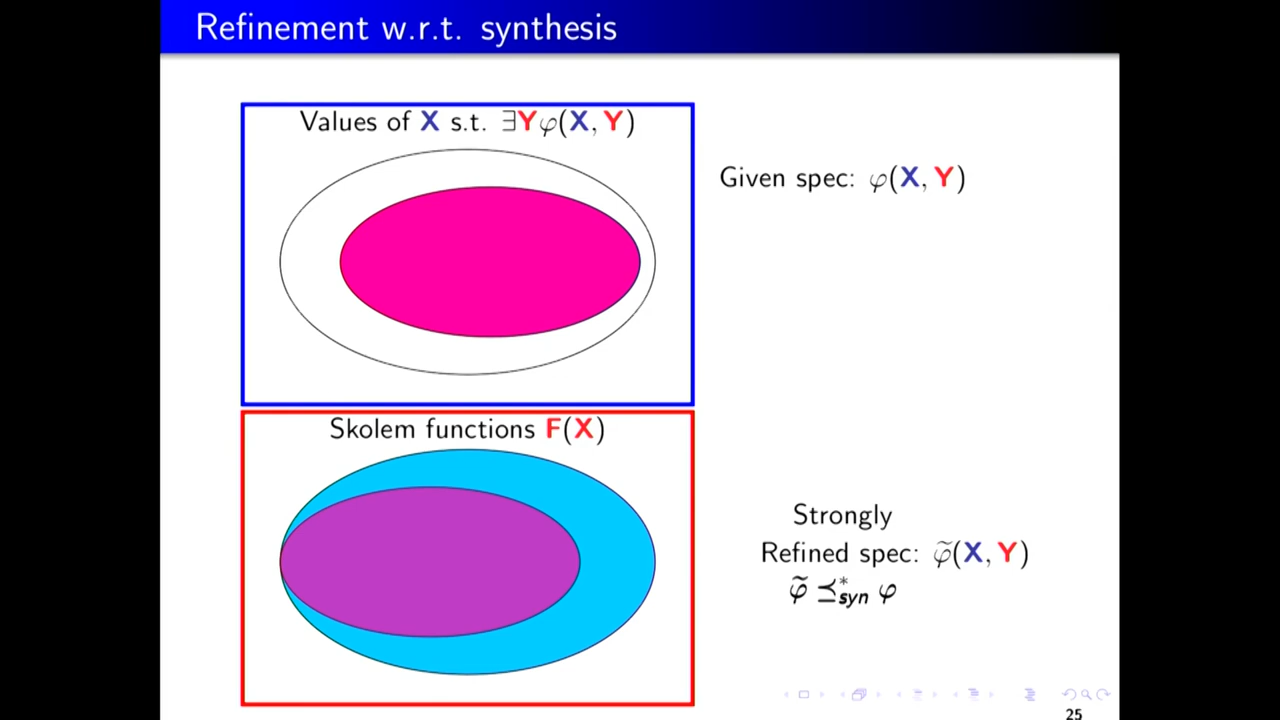 Refinement w.r.t. synthesis
Values of X s.t. ∃Yφ(X, Y)
Given spec: φ(X, Y)
Skolem functions F(X)
Strongly
Refined spec: φ̃(X, Y)
φ̃ ⪯*syn φ
25